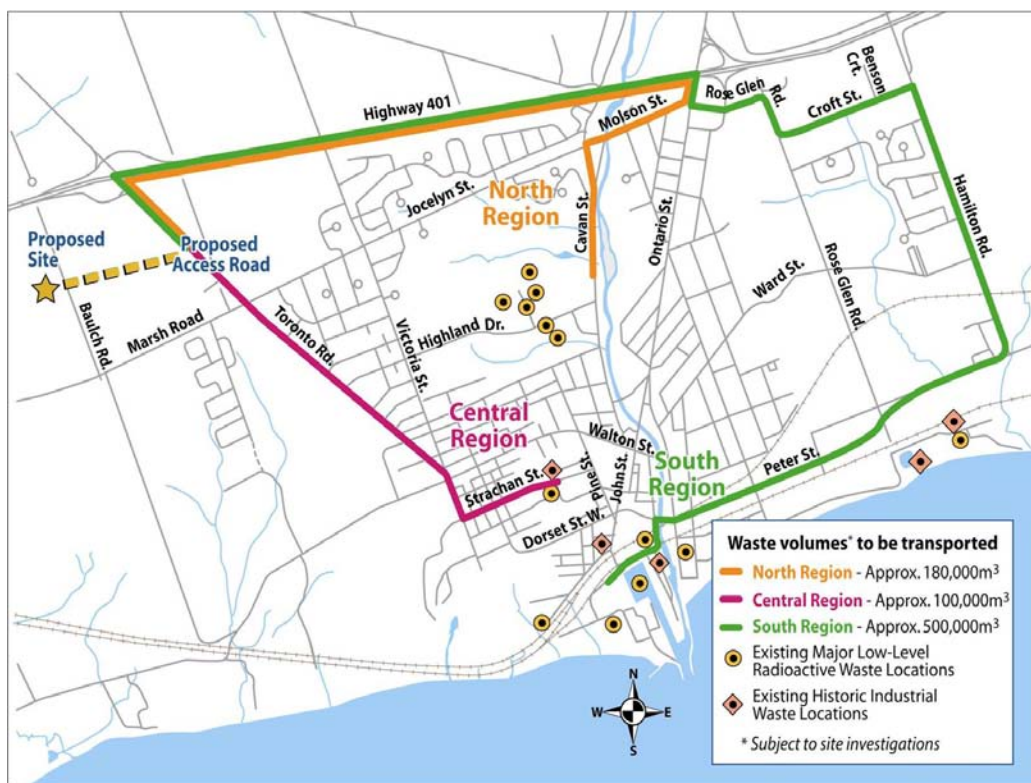 Highway 401
Molson St.
Rose Glen
Rd.
Croft St.
Benson
Crt.
Hamilton Rd.
Jocelyn St.
North
Region
Cavan St.
Ontario St.
Proposed
Site
Proposed
Access Road
Baulch Rd.
Marsh Road
Toronto Rd.
Victoria St.
Highland Dr.
Ward St.
Rose Glen Rd.
Central
Region
Walton St.
Strachan St.
Pine St.
John St.
Dorset St. W.
South
Region
Peter St.
Waste volumes* to be transported
North Region - Approx. 180,000m³
Central Region - Approx. 100,000m³
South Region - Approx. 500,000m³
Existing Major Low-Level
Radioactive Waste Locations
Existing Historic Industrial
Waste Locations
* Subject to site investigations
N
W E
S